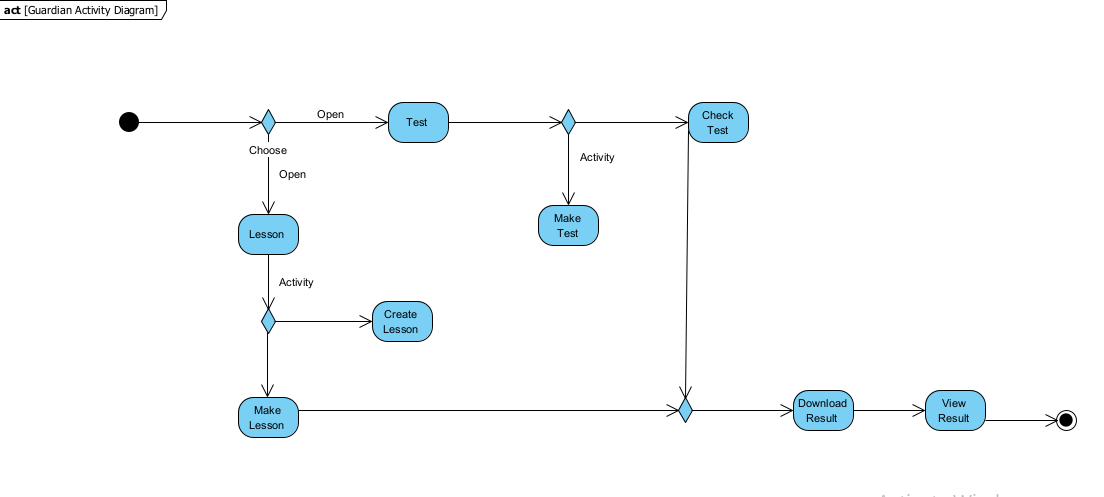 act [Guardian Activity Diagram]
Open
Test
Check
Test
Choose
Activity
Open
Make
Test
Lesson
Activity
Create
Lesson
Make
Lesson
Download
Result
View
Result